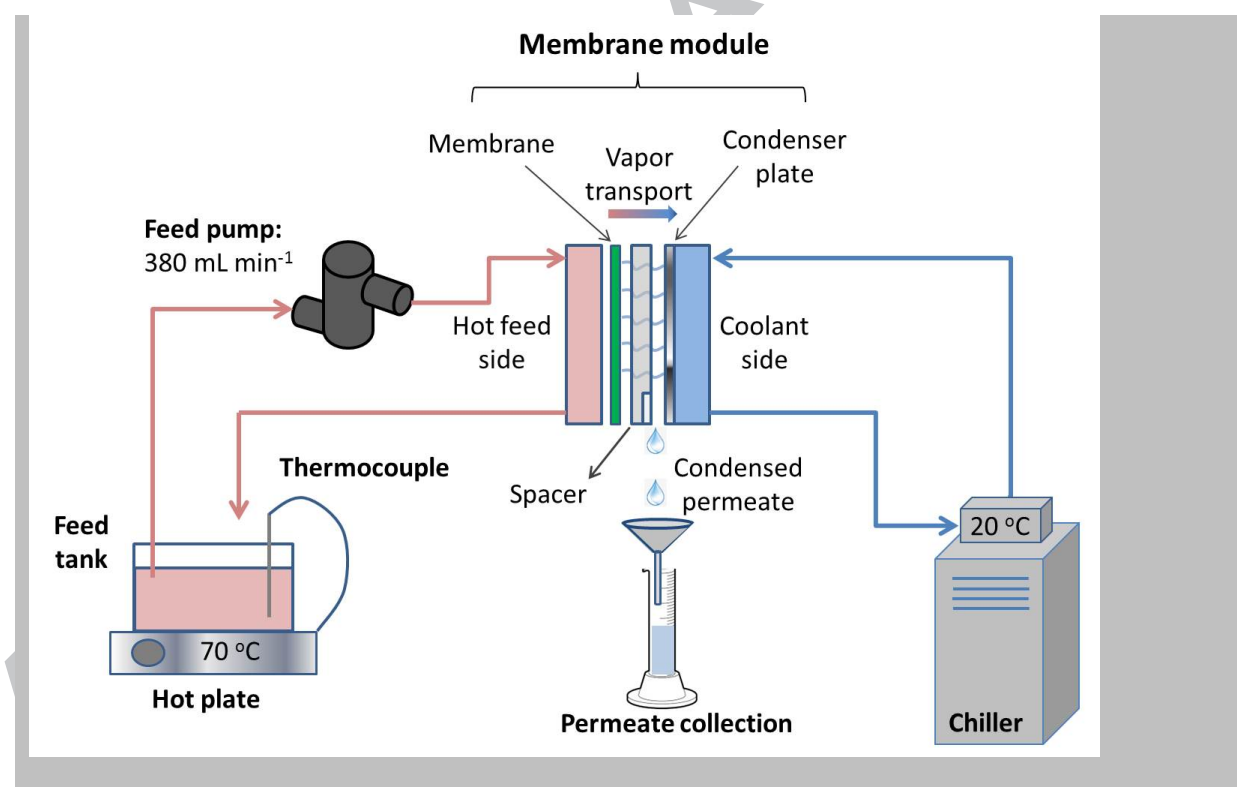 Membrane module
Membrane
Vapor
transport
Condenser
plate
Feed pump:
380 mL min-1
Hot feed
side
Coolant
side
Thermocouple
Spacer
Condensed
permeate
Feed
tank
20 oC
70 oC
Hot plate
Permeate collection
Chiller